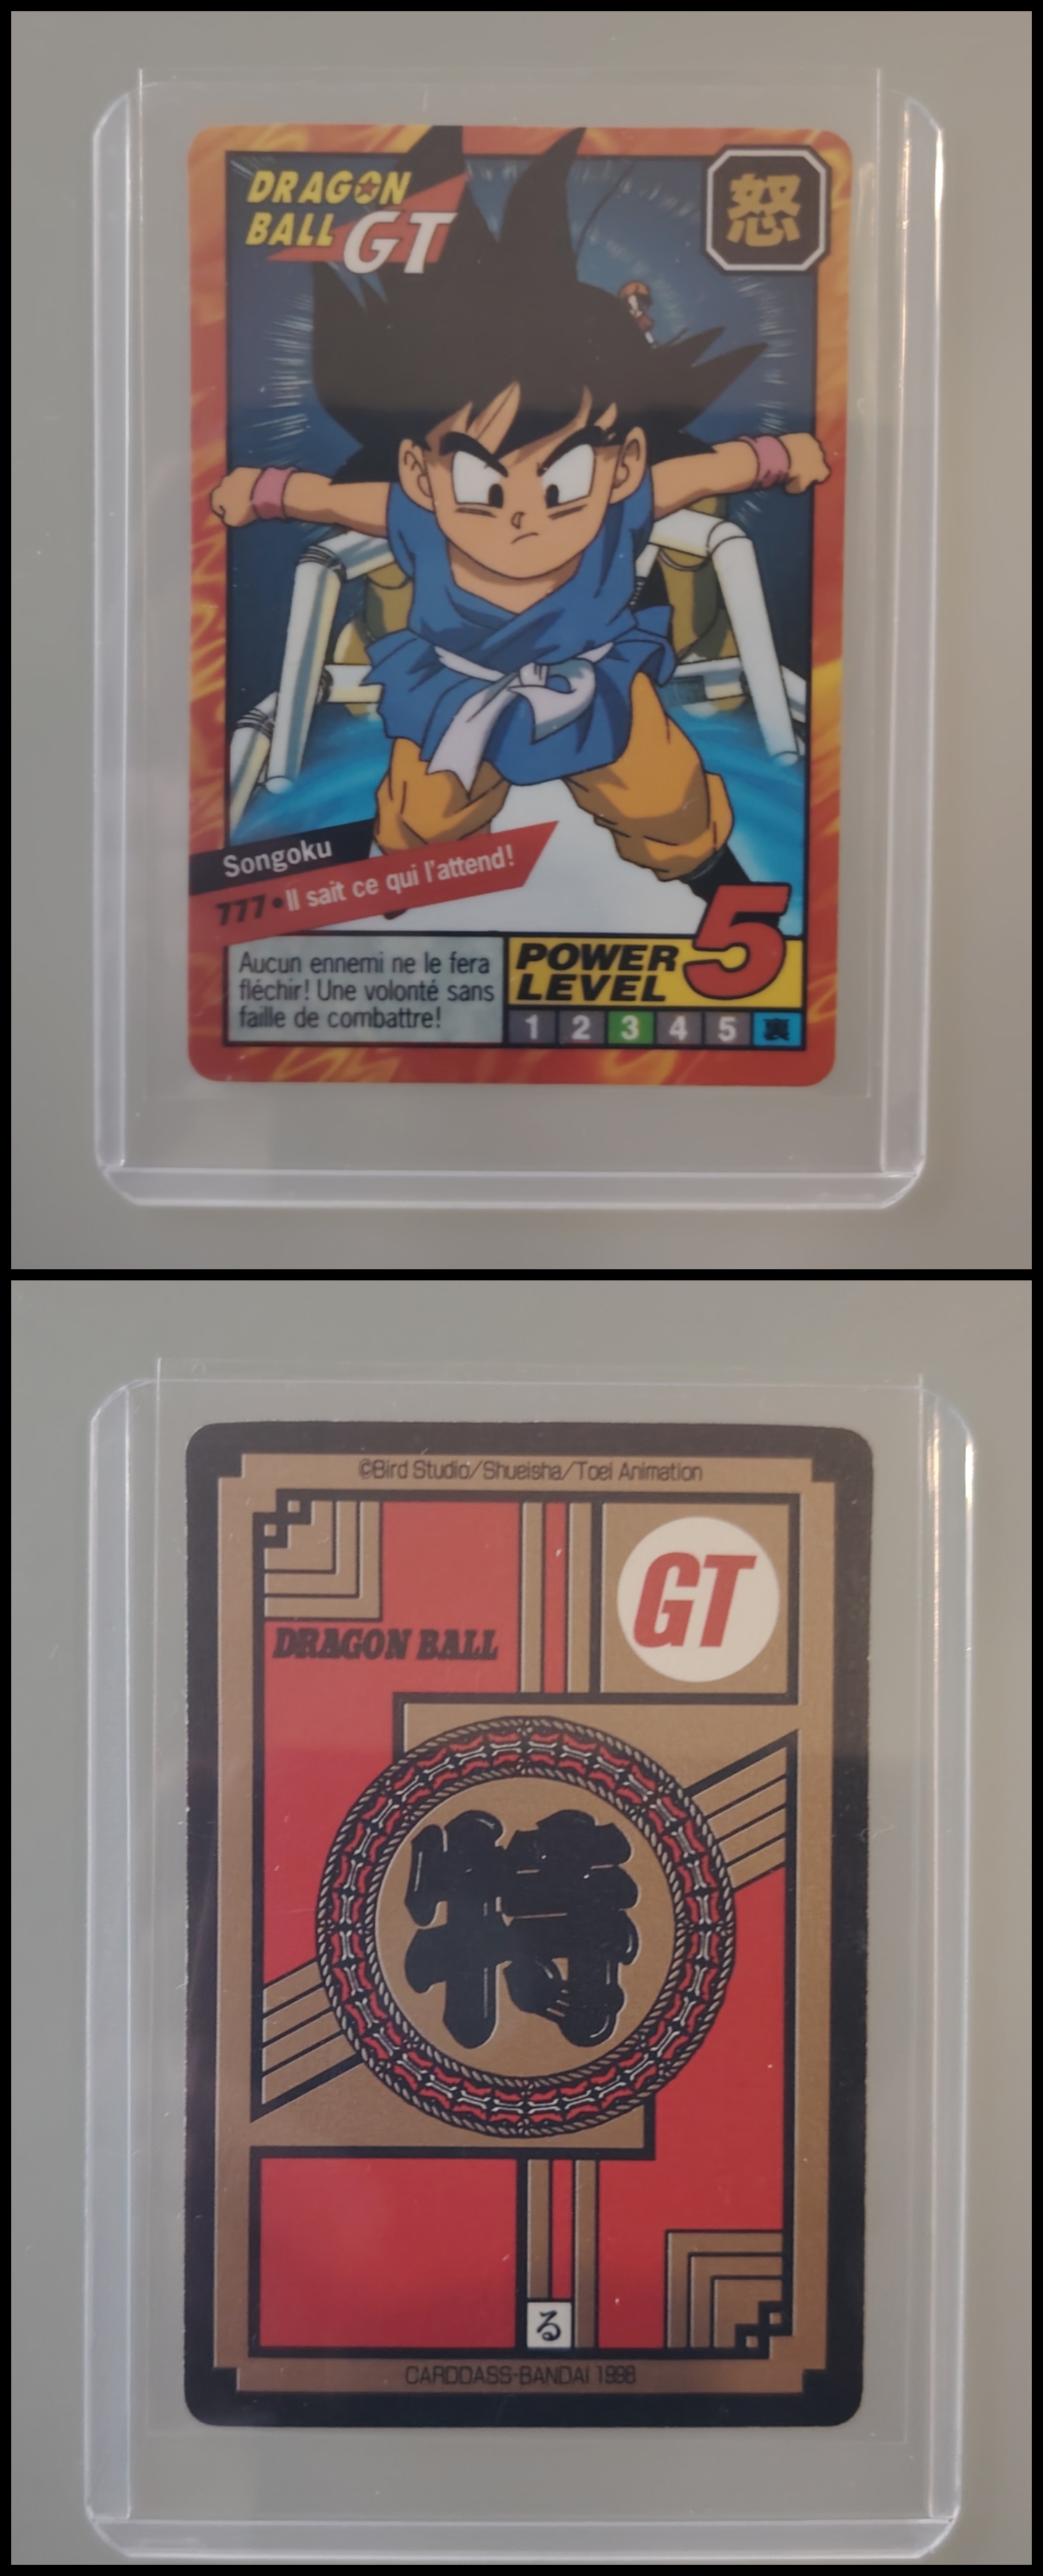 DRAGON
BALL GT
怒
Songoku
777•Il sait ce qui l'attend!
Aucun ennemi ne le fera
fléchir! Une volonté sans
faille de combattre!
POWER
LEVEL 5
1 2 3 4 5 裏
©Bird Studio/Shueisha/Toei Animation
GT
DRAGON BALL
特
る
CARDDASS-BANDAI 1996